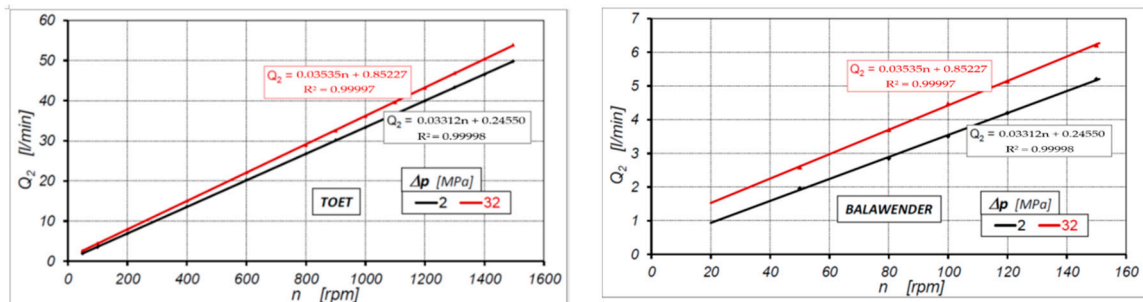 60
50
40
30
20
10
0
Q₂ [l/min]
Q₂ = 0.03535n + 0.85227
R² = 0.99997
Q₂ = 0.03312n + 0.24550
R² = 0.99998
Δp [MPa]
2 32
TOET
0 200 400 600 800 1000 1200 1400 1600
n [rpm]
7
6
5
4
3
2
1
0
Q₂ [l/min]
Q₂ = 0.03535n + 0.85227
R² = 0.99997
Q₂ = 0.03312n + 0.24550
R² = 0.99998
Δp [MPa]
2 32
BALAWENDER
0 20 40 60 80 100 120 140 160
n [rpm]